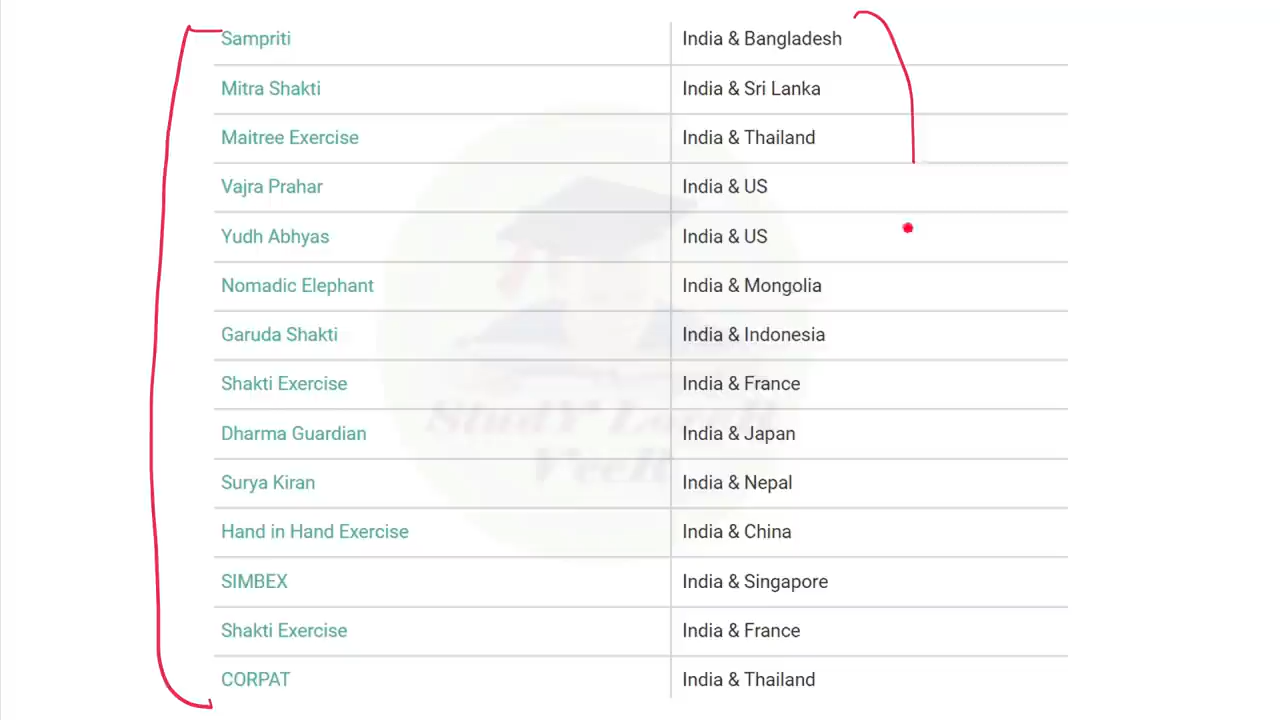 Sampriti India & Bangladesh
Mitra Shakti India & Sri Lanka
Maitree Exercise India & Thailand
Vajra Prahar India & US
Yudh Abhyas India & US
Nomadic Elephant India & Mongolia
Garuda Shakti India & Indonesia
Shakti Exercise India & France
Dharma Guardian India & Japan
Surya Kiran India & Nepal
Hand in Hand Exercise India & China
SIMBEX India & Singapore
Shakti Exercise India & France
CORPAT India & Thailand